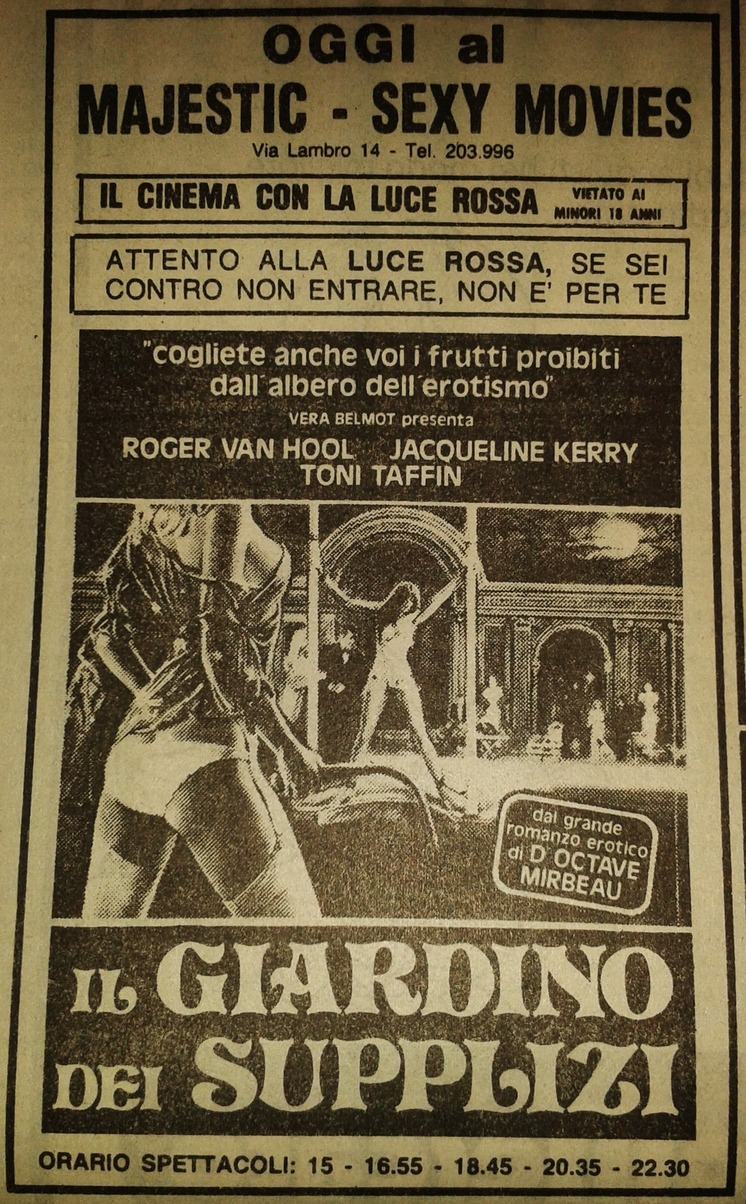 OGGI al
MAJESTIC - SEXY MOVIES
Via Lambro 14 - Tel. 203.996
IL CINEMA CON LA LUCE ROSSA
VIETATO AI
MINORI 18 ANNI
ATTENTO ALLA LUCE ROSSA, SE SEI
CONTRO NON ENTRARE, NON E' PER TE
"cogliete anche voi i frutti proibiti
dall'albero dell'erotismo"
VERA BELMOT presenta
ROGER VAN HOOL JACQUELINE KERRY
TONI TAFFIN
dal grande
romanzo erotico
di D'OCTAVE
MIRBEAU
IL GIARDINO
DEI SUPPLIZI
ORARIO SPETTACOLI: 15 - 16.55 - 18.45 - 20.35 - 22.30